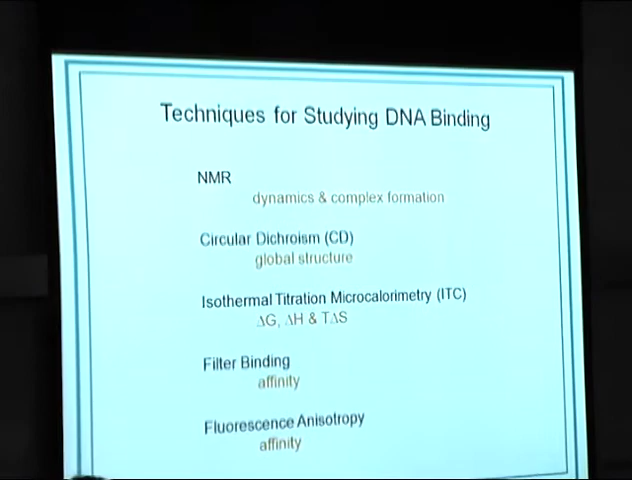 Techniques for Studying DNA Binding
NMR
dynamics & complex formation
Circular Dichroism (CD)
global structure
Isothermal Titration Microcalorimetry (ITC)
ΔG, ΔH & TΔS
Filter Binding
affinity
Fluorescence Anisotropy
affinity